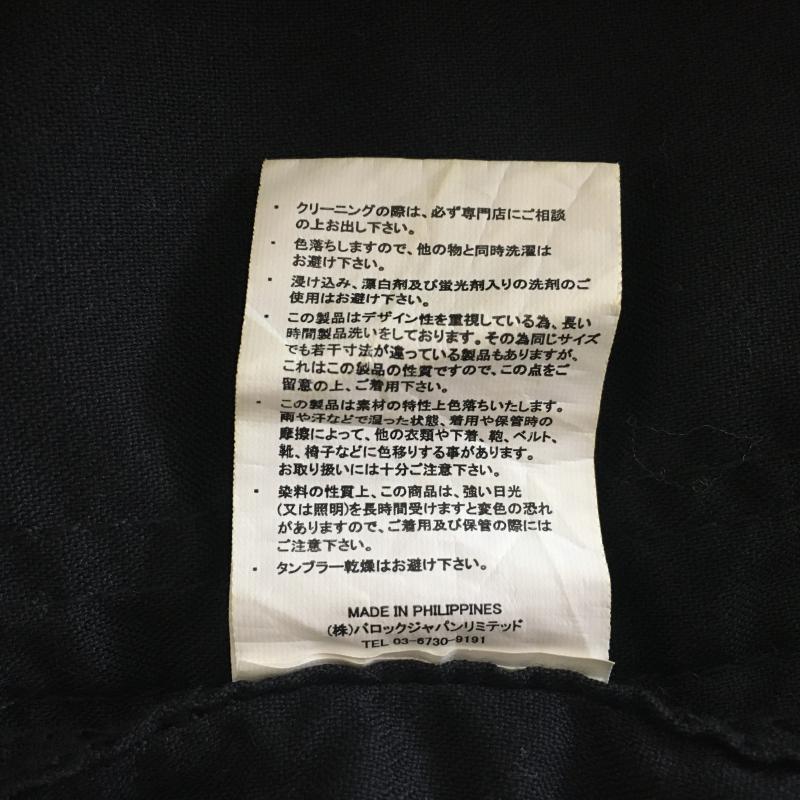 ・ クリーニングの際は、必ず専門店にご相談
の上お出し下さい。
・ 色落ちしますので、他の物と同時洗濯は
お避け下さい。
・ 浸け込み、漂白剤及び蛍光剤入りの洗剤のご
使用はお避け下さい。
・ この製品はデザイン性を重視している為、長い
時間製品洗いをしております。その為同じサイズ
でも若干寸法が違っている製品もありますが、
これはこの製品の性質ですので、この点をご
留意の上、ご着用下さい。
・ この製品は素材の特性上色落ちいたします。
雨や汗などで湿った状態、着用や保管時の
摩擦によって、他の衣類や下着、鞄、ベルト、
靴、椅子などに色移りする事があります。
お取り扱いには十分ご注意下さい。
・ 染料の性質上、この商品は、強い日光
(又は照明)を長時間受けますと変色の恐れ
がありますので、ご着用及び保管の際には
ご注意下さい。
・ タンブラー乾燥はお避け下さい。
MADE IN PHILIPPINES
(株)バロックジャパンリミテッド
TEL 03-6730-9191